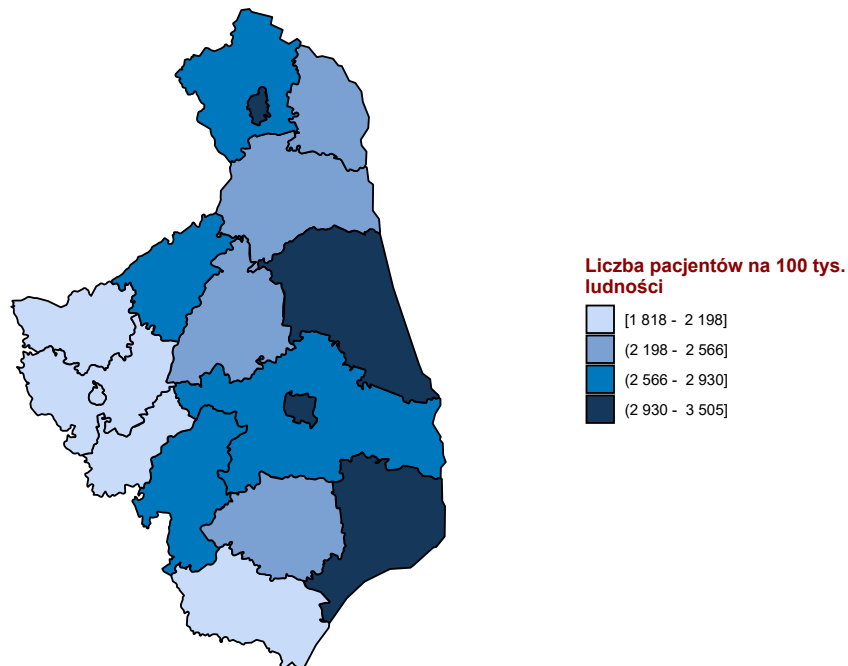 Liczba pacjentów na 100 tys.
ludności
[1 818 - 2 198]
(2 198 - 2 566]
(2 566 - 2 930]
(2 930 - 3 505]